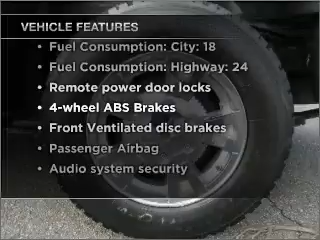 VEHICLE FEATURES
• Fuel Consumption: City: 18
• Fuel Consumption: Highway: 24
• Remote power door locks
• 4-wheel ABS Brakes
• Front Ventilated disc brakes
• Passenger Airbag
• Audio system security